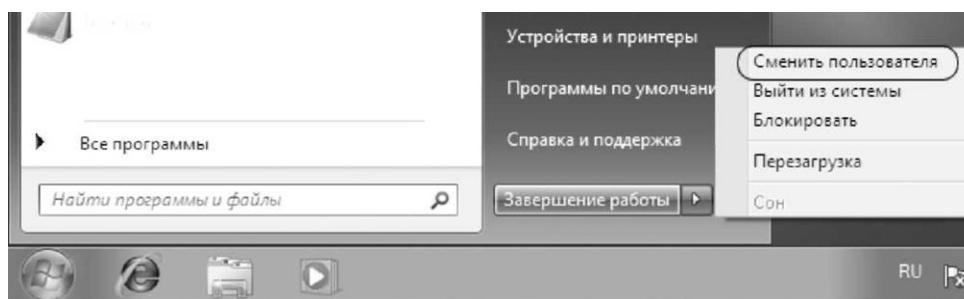 Устройства и принтеры
Сменить пользователя
Программы по умолчани
Выйти из системы
Блокировать
Все программы
Справка и поддержка
Перезагрузка
Найти программы и файлы
Завершение работы
Сон
RU